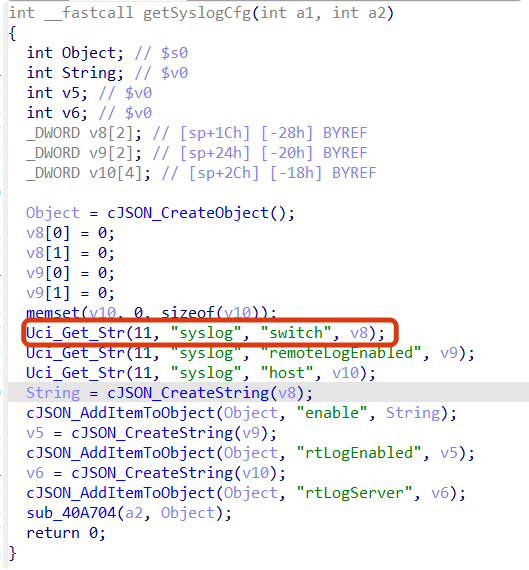 int __fastcall getSyslogCfg(int a1, int a2)
{
int Object; // $s0
int String; // $v0
int v5; // $v0
int v6; // $v0
_DWORD v8[2]; // [sp+1Ch] [-28h] BYREF
_DWORD v9[2]; // [sp+24h] [-20h] BYREF
_DWORD v10[4]; // [sp+2Ch] [-18h] BYREF
Object = cJSON_CreateObject();
v8[0] = 0;
v8[1] = 0;
v9[0] = 0;
v9[1] = 0;
memset(v10, 0, sizeof(v10));
Uci_Get_Str(11, "syslog", "switch", v8);
Uci_Get_Str(11, "syslog", "remoteLogEnabled", v9);
Uci_Get_Str(11, "syslog", "host", v10);
String = cJSON_CreateString(v8);
cJSON_AddItemToObject(Object, "enable", String);
v5 = cJSON_CreateString(v9);
cJSON_AddItemToObject(Object, "rtLogEnabled", v5);
v6 = cJSON_CreateString(v10);
cJSON_AddItemToObject(Object, "rtLogServer", v6);
sub_40A704(a2, Object);
return 0;
}